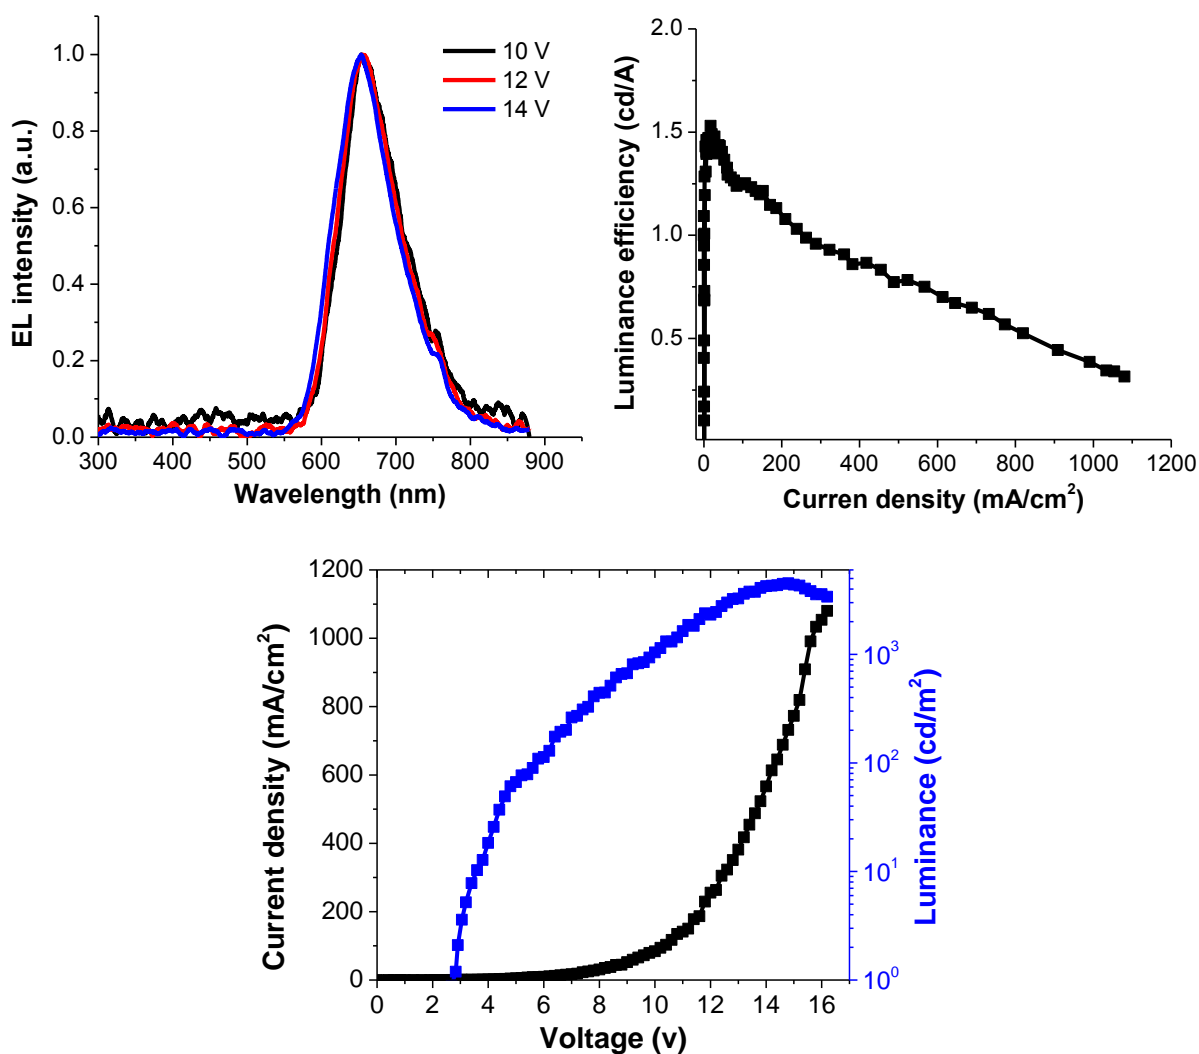 EL intensity (a.u.)
1.0
0.8
0.6
0.4
0.2
0.0
300 400 500 600 700 800 900
Wavelength (nm)
10 V
12 V
14 V
Luminance efficiency (cd/A)
2.0
1.5
1.0
0.5
0 200 400 600 800 1000 1200
Curren density (mA/cm²)
Current density (mA/cm²)
1200
1000
800
600
400
200
0
0 2 4 6 8 10 12 14 16
Voltage (v)
10³
10²
10¹
10⁰
Luminance (cd/m²)